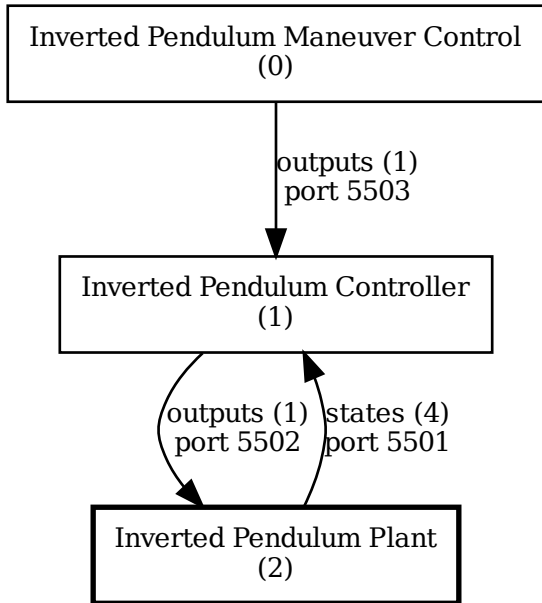 Inverted Pendulum Maneuver Control
(0)
outputs (1)
port 5503
Inverted Pendulum Controller
(1)
outputs (1)
port 5502
states (4)
port 5501
Inverted Pendulum Plant
(2)